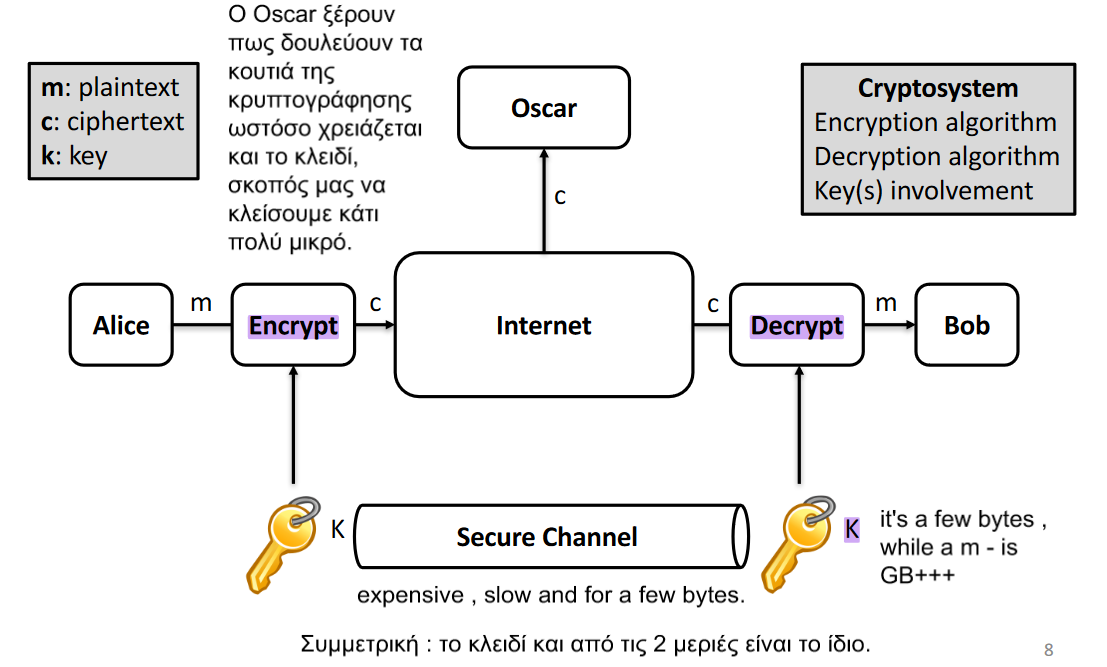 Ο Oscar ξέρουν
πως δουλεύουν τα
κουτιά της
κρυπτογράφησης
ωστόσο χρειάζεται
και το κλειδί,
σκοπός μας να
κλείσουμε κάτι
πολύ μικρό.
m: plaintext
c: ciphertext
k: key
Oscar
Cryptosystem
Encryption algorithm
Decryption algorithm
Key(s) involvement
c
Alice
m
Encrypt
c
Internet
c
Decrypt
m
Bob
K
Secure Channel
K
it's a few bytes ,
while a m - is
GB+++
expensive , slow and for a few bytes.
Συμμετρική : το κλειδί και από τις 2 μεριές είναι το ίδιο.
8